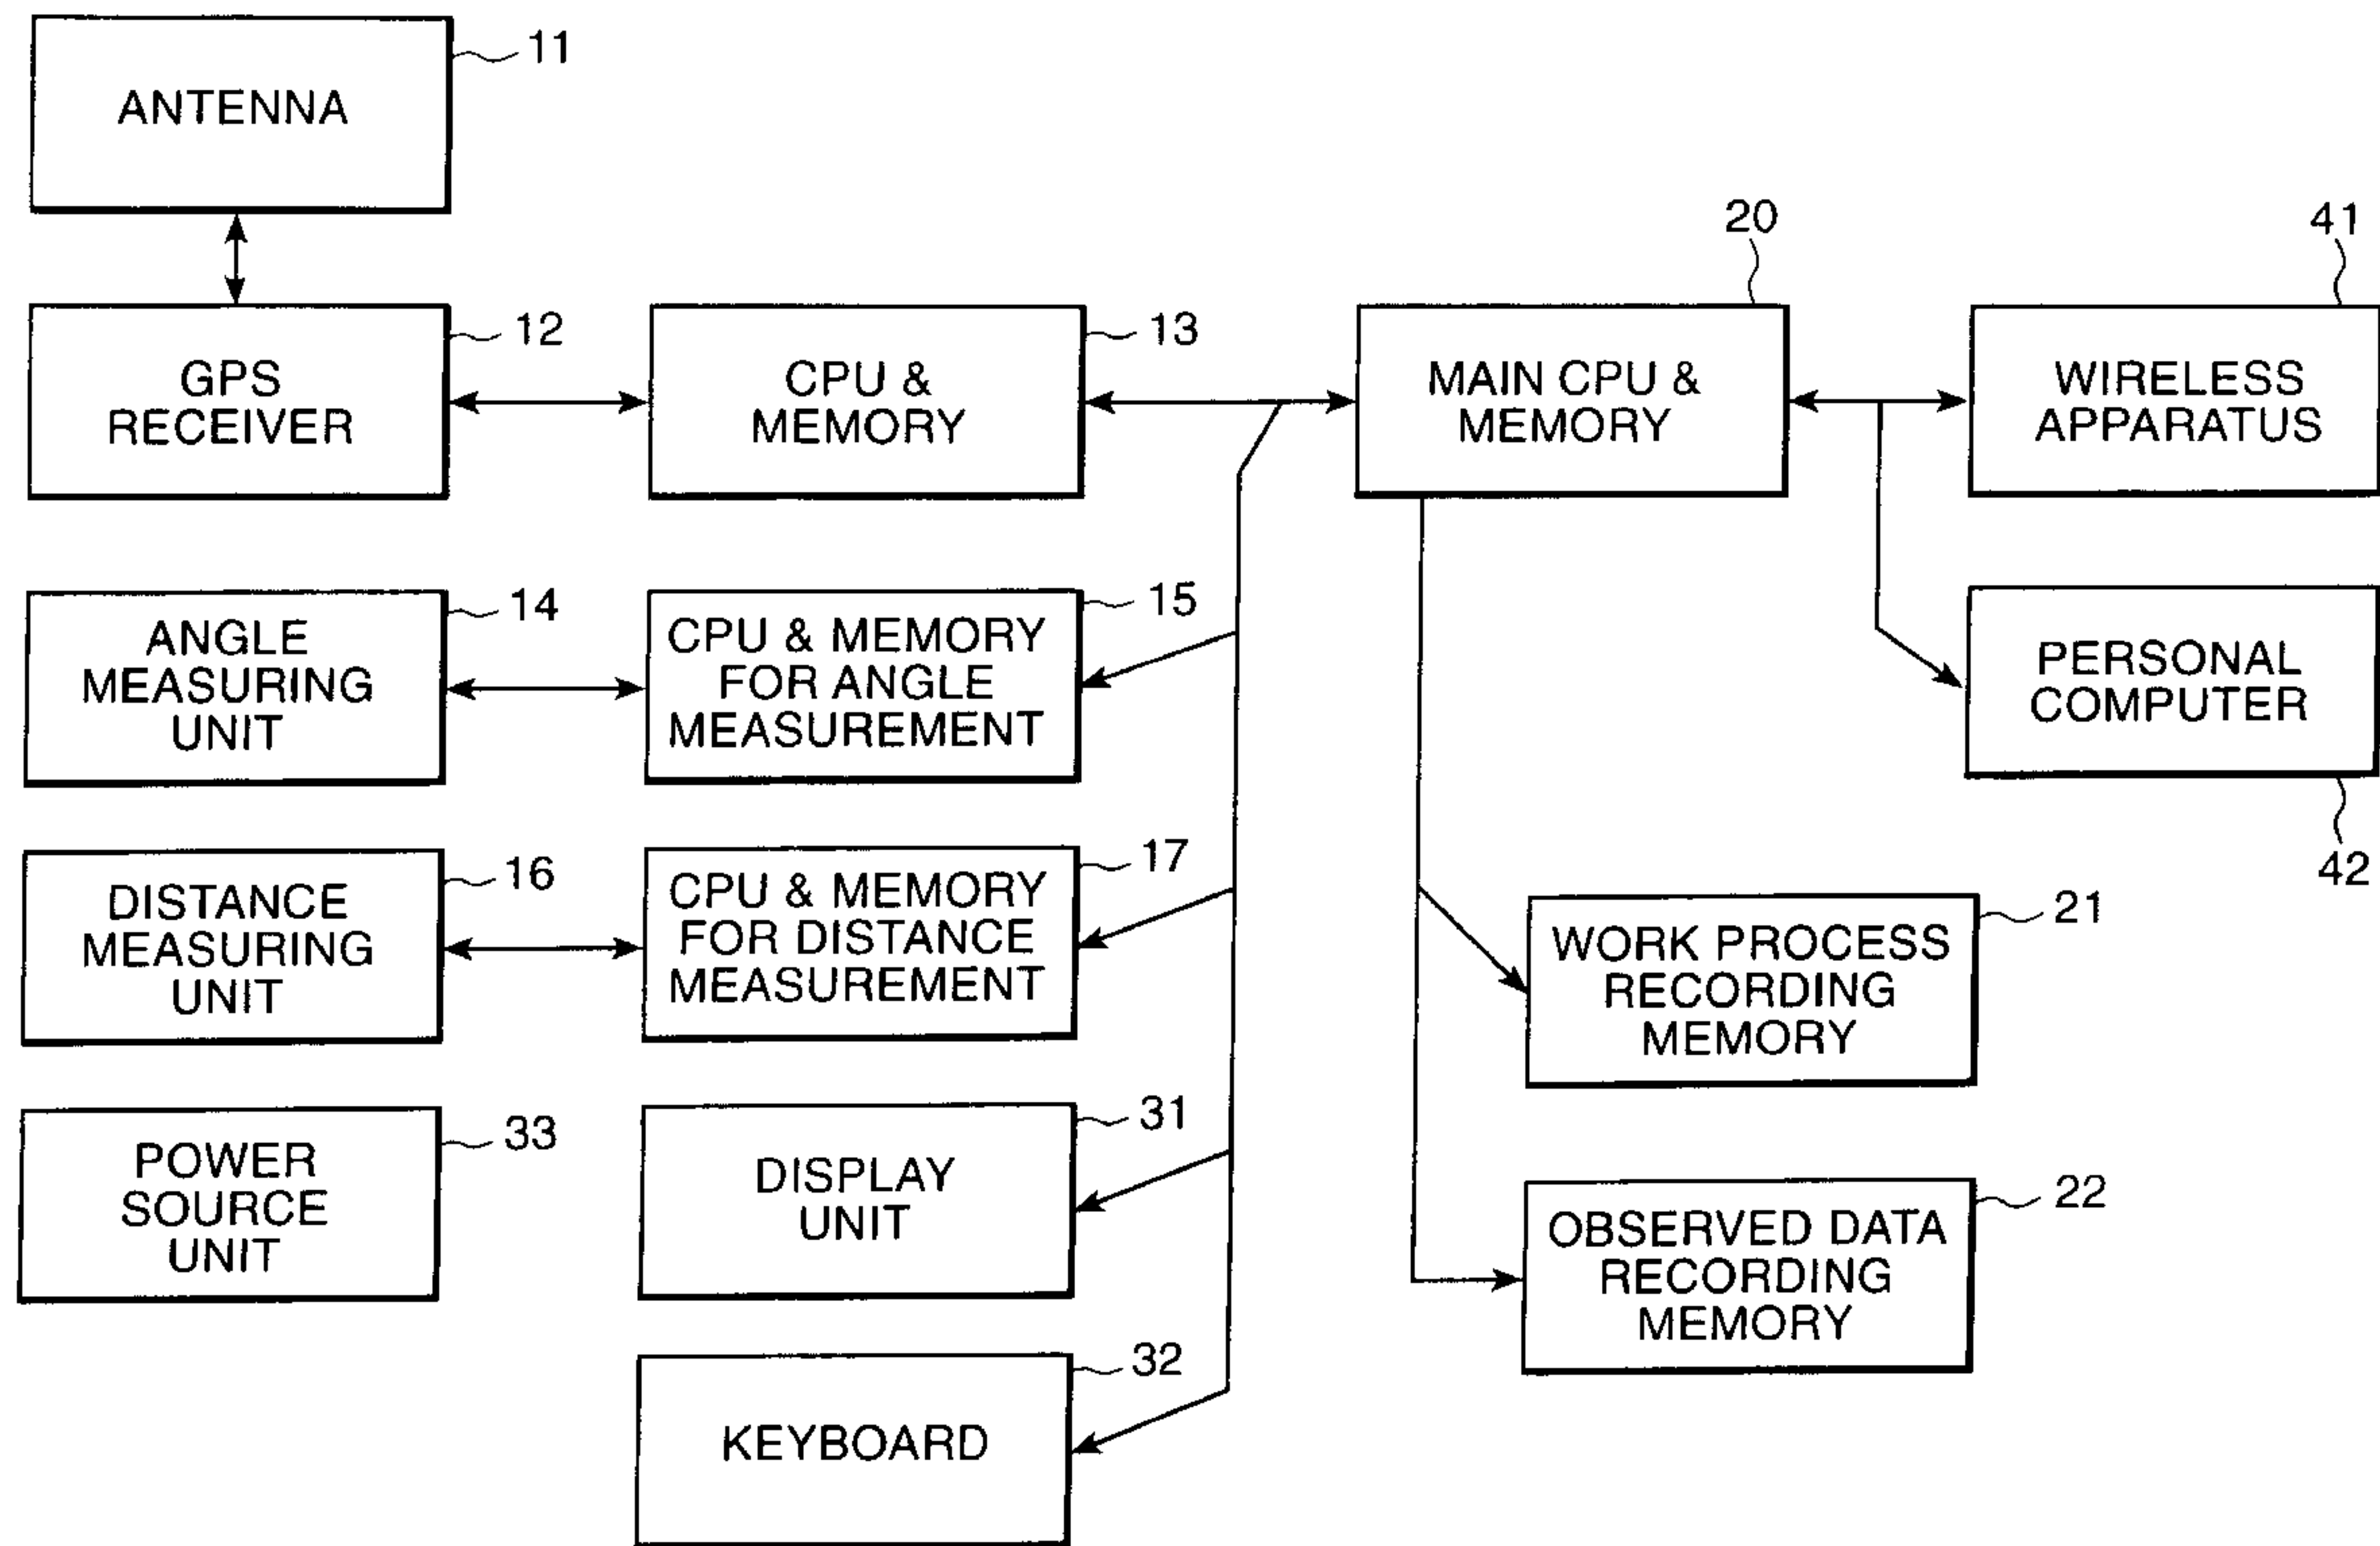 ANTENNA
11
GPS
RECEIVER
12
CPU &
MEMORY
13
MAIN CPU &
MEMORY
20
WIRELESS
APPARATUS
41
ANGLE
MEASURING
UNIT
14
CPU & MEMORY
FOR ANGLE
MEASUREMENT
15
PERSONAL
COMPUTER
42
DISTANCE
MEASURING
UNIT
16
CPU & MEMORY
FOR DISTANCE
MEASUREMENT
17
WORK PROCESS
RECORDING
MEMORY
21
POWER
SOURCE
UNIT
33
DISPLAY
UNIT
31
OBSERVED DATA
RECORDING
MEMORY
22
KEYBOARD
32